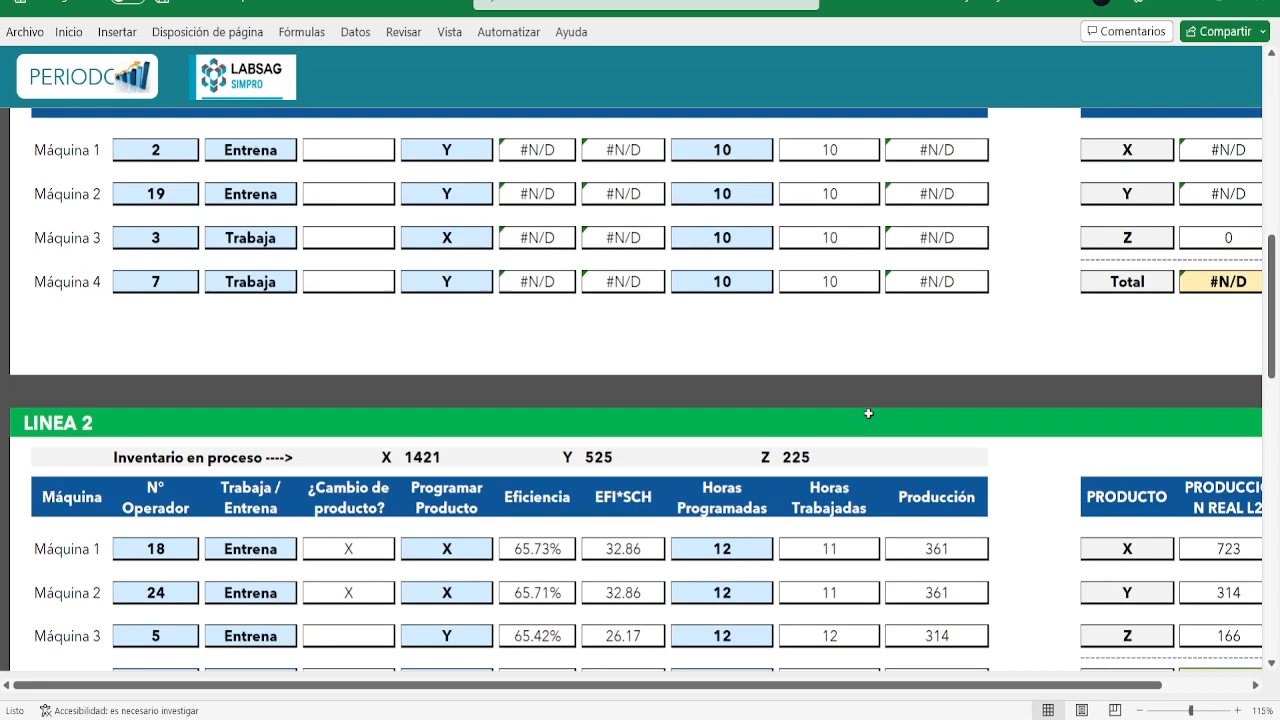 Archivo Inicio Insertar Disposición de página Fórmulas Datos Revisar Vista Automatizar Ayuda Comentarios Compartir
PERIODO LABSAG
SIMPRO
Máquina 1 2 Entrena Y #N/D #N/D 10 10 #N/D X #N/D
Máquina 2 19 Entrena Y #N/D #N/D 10 10 #N/D Y #N/D
Máquina 3 3 Trabaja X #N/D #N/D 10 10 #N/D Z 0
Máquina 4 7 Trabaja Y #N/D #N/D 10 10 #N/D Total #N/D
LINEA 2
Inventario en proceso ----> X 1421 Y 525 Z 225
Máquina N° Operador Trabaja / Entrena ¿Cambio de producto? Programar Producto Eficiencia EFI*SCH Horas Programadas Horas Trabajadas Producción PRODUCTO PRODUCCI N REAL L2
Máquina 1 18 Entrena X X 65.73% 32.86 12 11 361 X 723
Máquina 2 24 Entrena X X 65.71% 32.86 12 11 361 Y 314
Máquina 3 5 Entrena Y 65.42% 26.17 12 12 314 Z 166
Listo Accesibilidad: es necesario investigar 115%